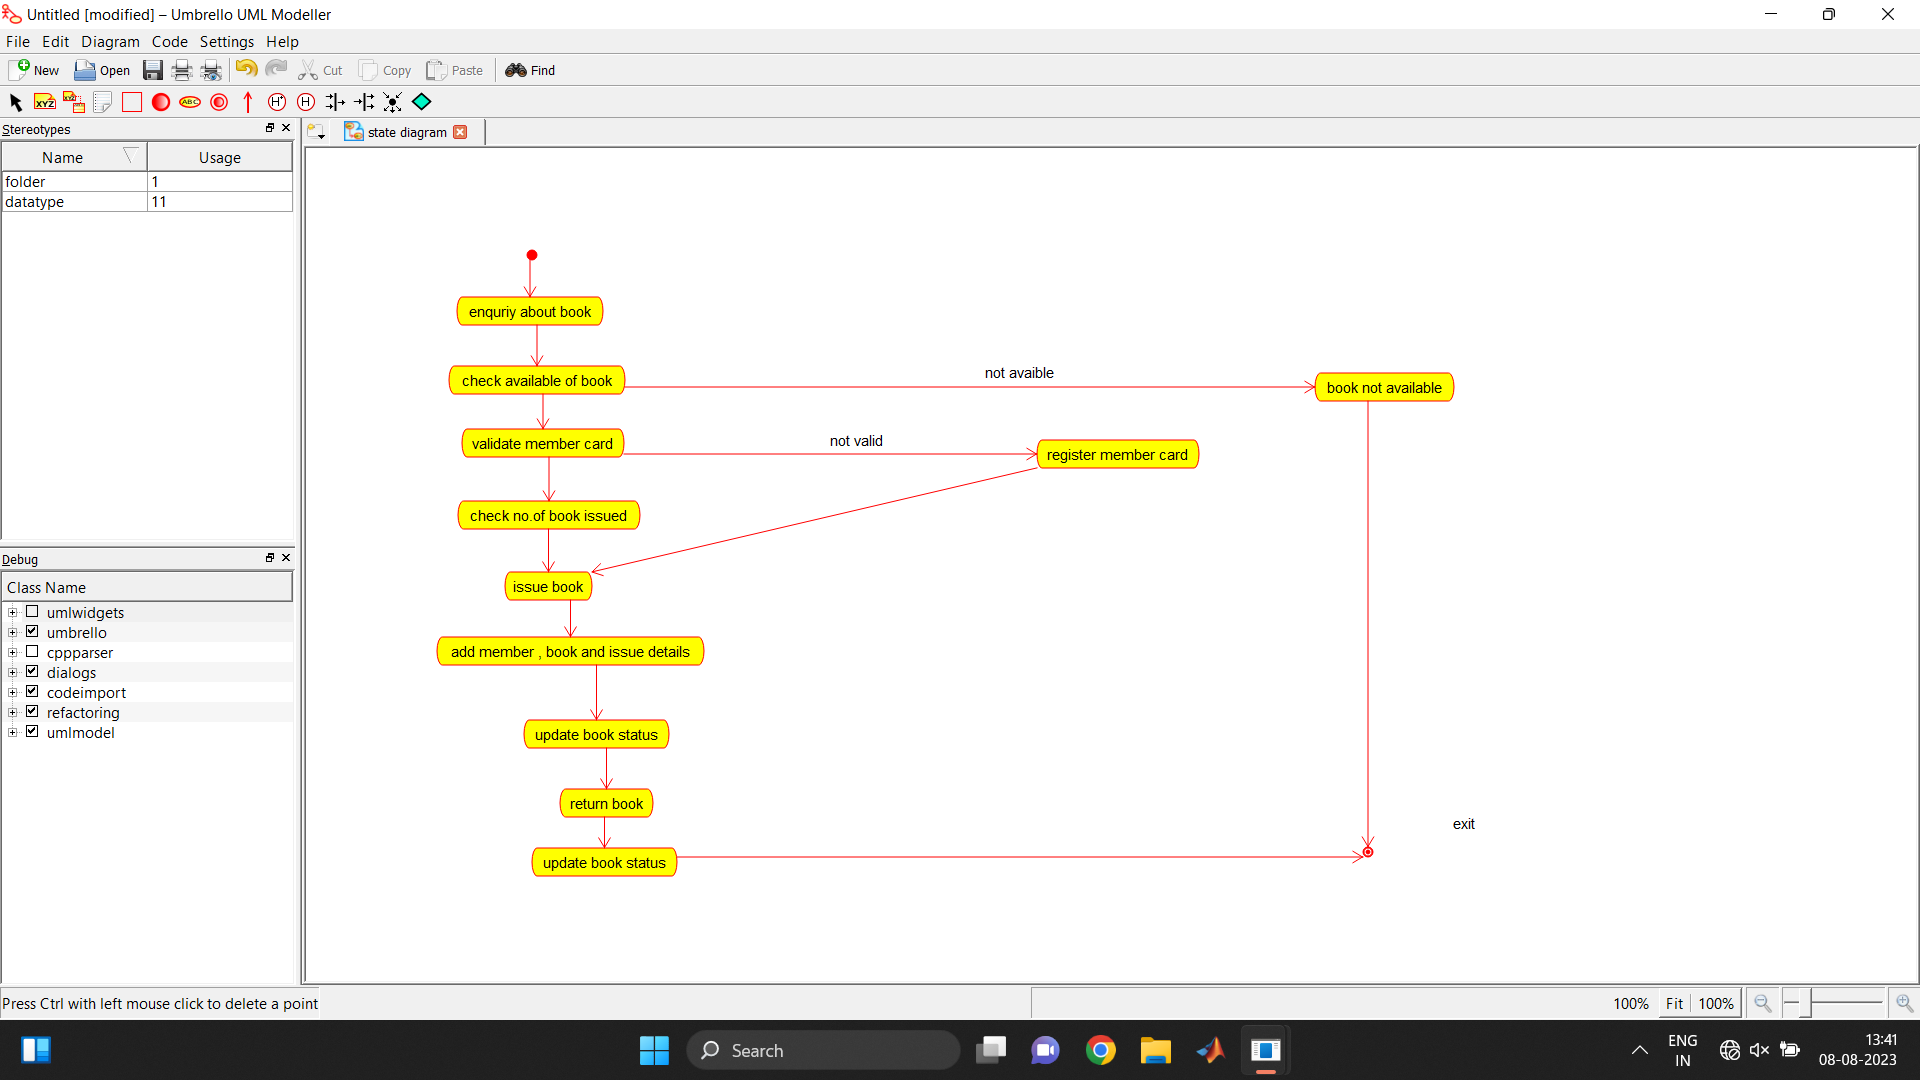 Untitled [modified] – Umbrello UML Modeller
File Edit Diagram Code Settings Help
New Open Cut Copy Paste Find
XYZ XYZ ABC H* H
Stereotypes
state diagram
Name Usage
folder 1
datatype 11
enquriy about book
check available of book
not avaible
book not available
validate member card
not valid
register member card
check no.of book issued
issue book
add member , book and issue details
update book status
return book
exit
update book status
Debug
Class Name
umlwidgets
umbrello
cppparser
dialogs
codeimport
refactoring
umlmodel
Press Ctrl with left mouse click to delete a point
100% Fit 100%
Search
ENG
IN
13:41
08-08-2023